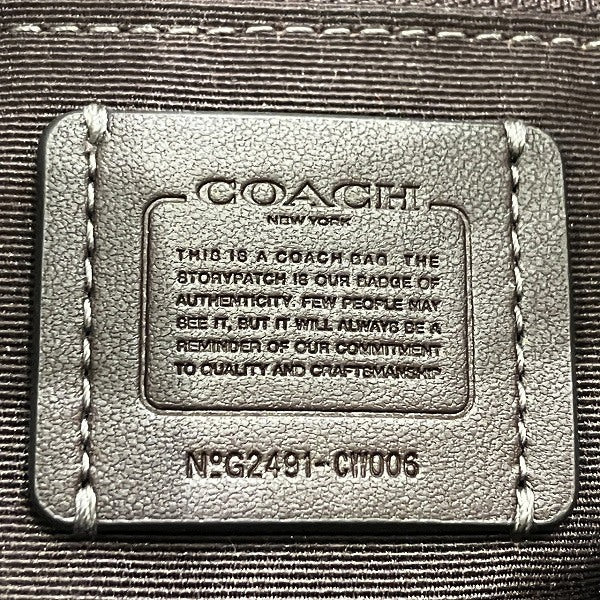 COACH
NEW YORK
THIS IS A COACH BAG. THE
STORYPATCH IS OUR BADGE OF
AUTHENTICITY. FEW PEOPLE MAY
SEE IT, BUT IT WILL ALWAYS BE A
REMINDER OF OUR COMMITMENT
TO QUALITY AND CRAFTSMANSHIP
NºG2491-CW006